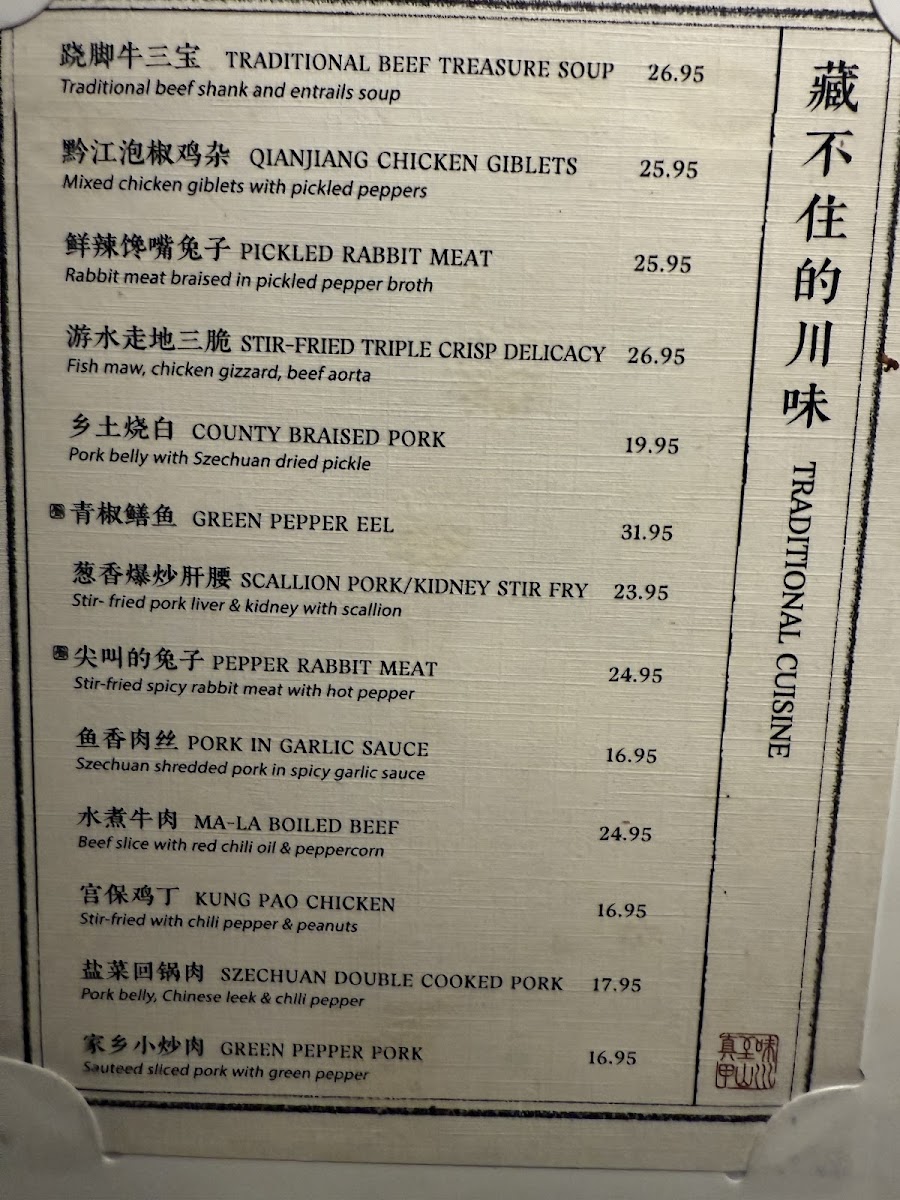 跷脚牛三宝 TRADITIONAL BEEF TREASURE SOUP 26.95
Traditional beef shank and entrails soup
黔江泡椒鸡杂 QIANJIANG CHICKEN GIBLETS 25.95
Mixed chicken giblets with pickled peppers
鲜辣馋嘴兔子 PICKLED RABBIT MEAT 25.95
Rabbit meat braised in pickled pepper broth
游水走地三脆 STIR-FRIED TRIPLE CRISP DELICACY 26.95
Fish maw, chicken gizzard, beef aorta
乡土烧白 COUNTY BRAISED PORK 19.95
Pork belly with Szechuan dried pickle
青椒鳝鱼 GREEN PEPPER EEL 31.95
葱香爆炒肝腰 SCALLION PORK/KIDNEY STIR FRY 23.95
Stir- fried pork liver & kidney with scallion
尖叫的兔子 PEPPER RABBIT MEAT 24.95
Stir-fried spicy rabbit meat with hot pepper
鱼香肉丝 PORK IN GARLIC SAUCE 16.95
Szechuan shredded pork in spicy garlic sauce
水煮牛肉 MA-LA BOILED BEEF 24.95
Beef slice with red chili oil & peppercorn
宫保鸡丁 KUNG PAO CHICKEN 16.95
Stir-fried with chili pepper & peanuts
盐菜回锅肉 SZECHUAN DOUBLE COOKED PORK 17.95
Pork belly, Chinese leek & chili pepper
家乡小炒肉 GREEN PEPPER PORK 16.95
Sauteed sliced pork with green pepper
藏不住的川味
TRADITIONAL CUISINE